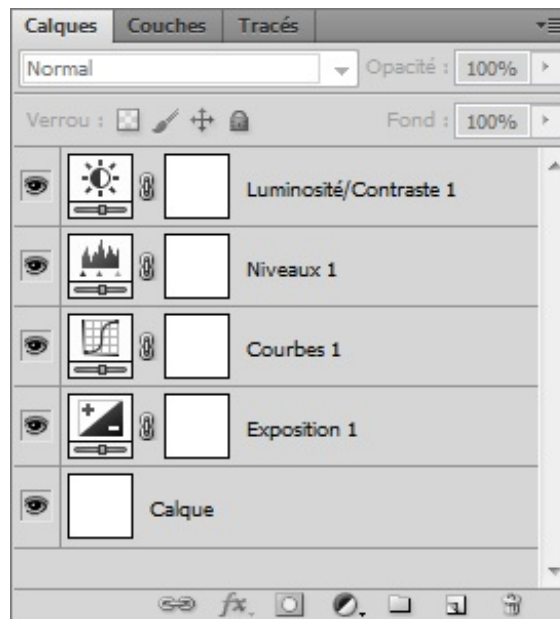 Calques Couches Tracés
Normal Opacité : 100%
Verrou : Fond : 100%
Luminosité/Contraste 1
Niveaux 1
Courbes 1
Exposition 1
Calque
fx.